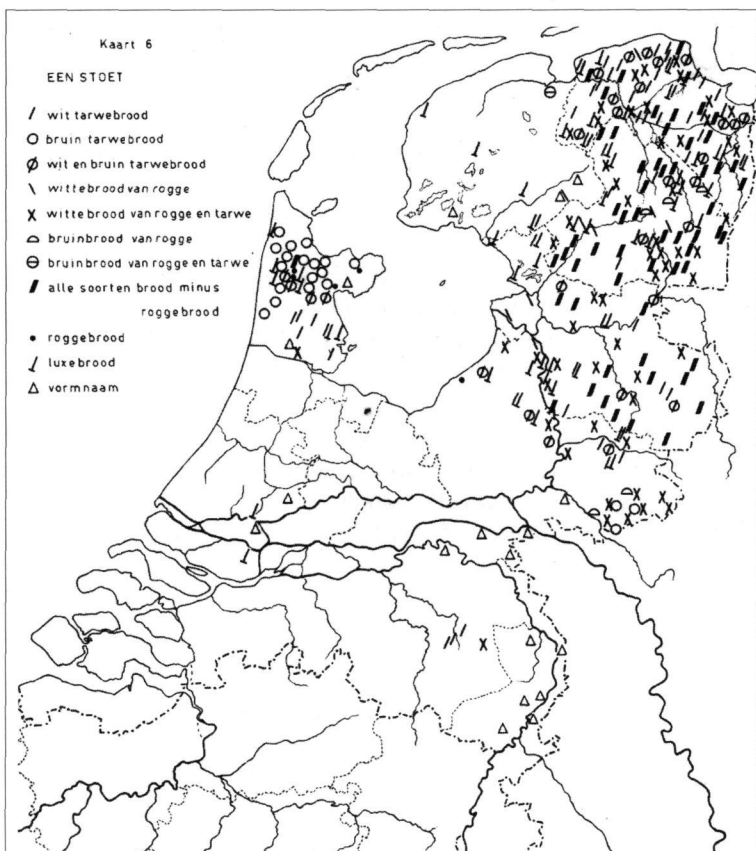 Kaart 6
EEN STOET
wit tarwebrood
bruin tarwebrood
wit en bruin tarwebrood
wittebrood van rogge
wittebrood van rogge en tarwe
bruinbrood van rogge
bruinbrood van rogge en tarwe
alle soorten brood minus
roggebrood
roggebrood
luxebrood
vormnaam